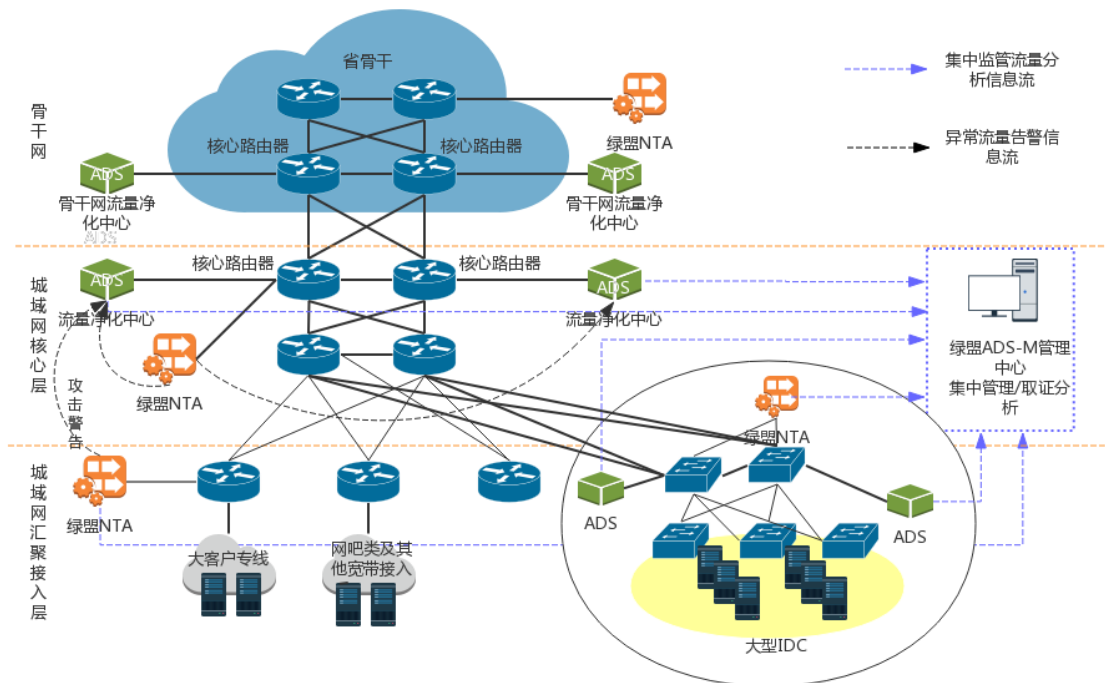 省骨干
集中监管流量分
析信息流
骨干网
绿盟NTA
核心路由器
核心路由器
异常流量告警信
息流
ADS
ADS
骨干网流量净
化中心
骨干网流量净
化中心
ADS
核心路由器
核心路由器
ADS
ADS
城域网核心层
流量净化中心
流量净化中心
绿盟ADS-M管理
中心
集中管理/取证分
析
绿盟NTA
攻击警告
绿盟NTA
城域网汇聚接入层
绿盟NTA
ADS
ADS
大客户专线
网吧类及其
他宽带接入
大型IDC